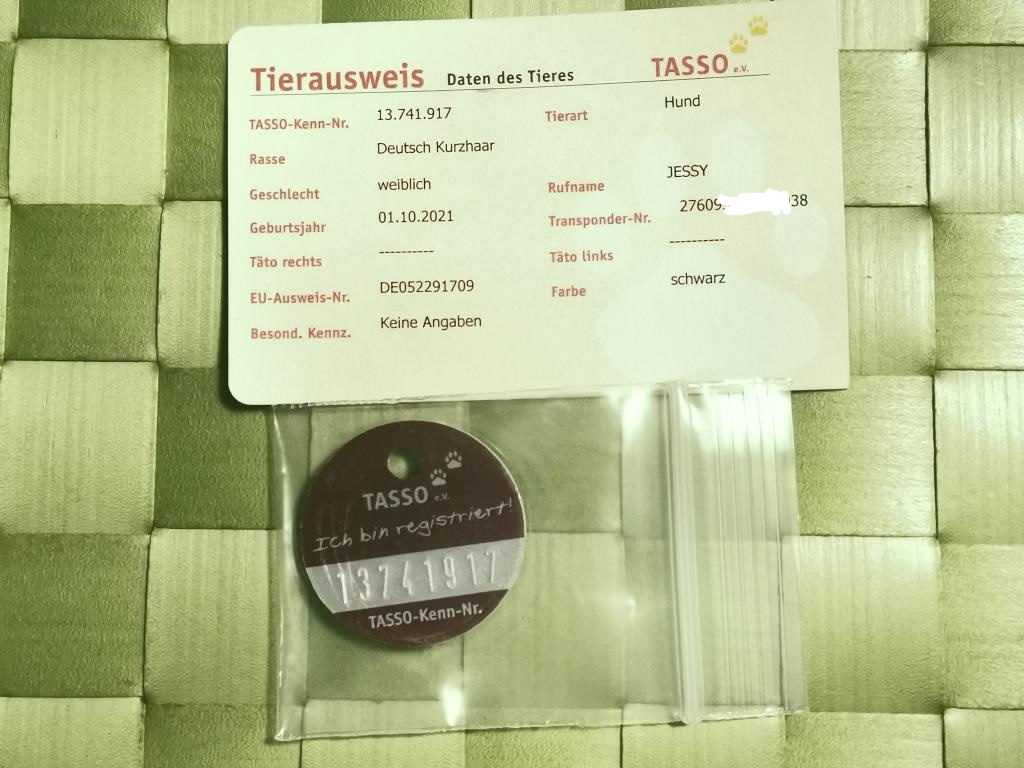 Tierausweis Daten des Tieres TASSO e.V.
TASSO-Kenn-Nr. 13.741.917 Tierart Hund
Rasse Deutsch Kurzhaar
Geschlecht weiblich Rufname JESSY
Geburtsjahr 01.10.2021 Transponder-Nr. 27609 38
Täto rechts ---------- Täto links ----------
EU-Ausweis-Nr. DE052291709 Farbe schwarz
Besond. Kennz. Keine Angaben
TASSO e.V.
Ich bin registriert!
13741917
TASSO-Kenn-Nr.